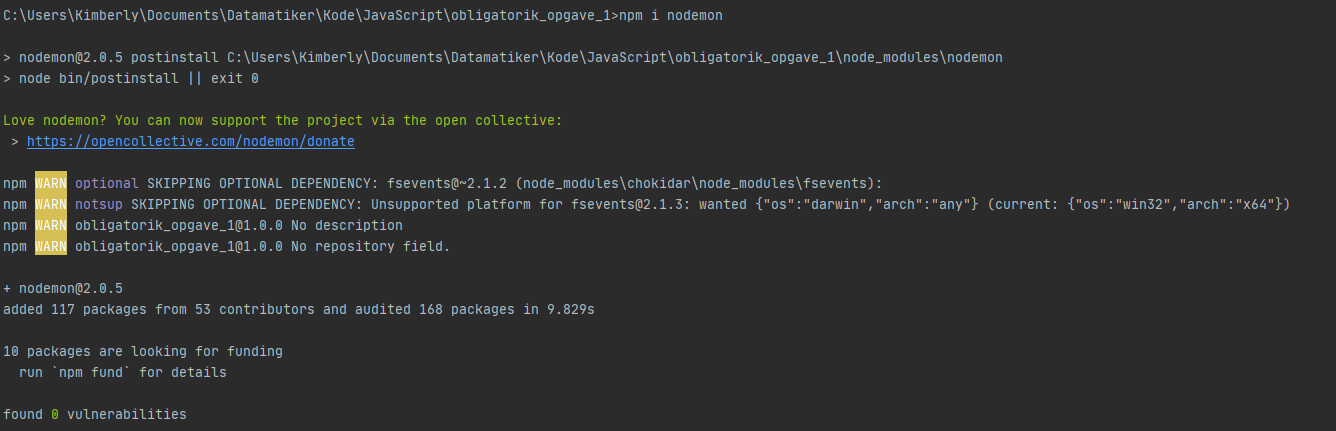 C:\Users\Kimberly\Documents\Datamatiker\Kode\JavaScript\obligatorik_opgave_1>npm i nodemon
> nodemon@2.0.5 postinstall C:\Users\Kimberly\Documents\Datamatiker\Kode\JavaScript\obligatorik_opgave_1\node_modules\nodemon
> node bin/postinstall || exit 0
Love nodemon? You can now support the project via the open collective:
> https://opencollective.com/nodemon/donate
npm WARN optional SKIPPING OPTIONAL DEPENDENCY: fsevents@~2.1.2 (node_modules\chokidar\node_modules\fsevents):
npm WARN notsup SKIPPING OPTIONAL DEPENDENCY: Unsupported platform for fsevents@2.1.3: wanted {"os":"darwin","arch":"any"} (current: {"os":"win32","arch":"x64"})
npm WARN obligatorik_opgave_1@1.0.0 No description
npm WARN obligatorik_opgave_1@1.0.0 No repository field.
+ nodemon@2.0.5
added 117 packages from 53 contributors and audited 168 packages in 9.829s
10 packages are looking for funding
run `npm fund` for details
found 0 vulnerabilities